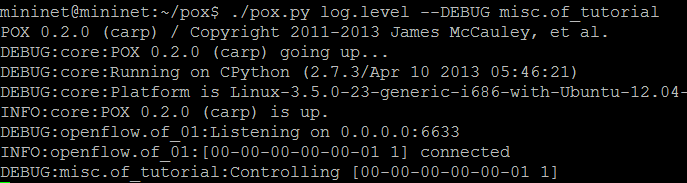 mininet@mininet:~/pox$ ./pox.py log.level --DEBUG misc.of_tutorial
POX 0.2.0 (carp) / Copyright 2011-2013 James McCauley, et al.
DEBUG:core:POX 0.2.0 (carp) going up...
DEBUG:core:Running on CPython (2.7.3/Apr 10 2013 05:46:21)
DEBUG:core:Platform is Linux-3.5.0-23-generic-i686-with-Ubuntu-12.04-
INFO:core:POX 0.2.0 (carp) is up.
DEBUG:openflow.of_01:Listening on 0.0.0.0:6633
INFO:openflow.of_01:[00-00-00-00-00-01 1] connected
DEBUG:misc.of_tutorial:Controlling [00-00-00-00-00-01 1]